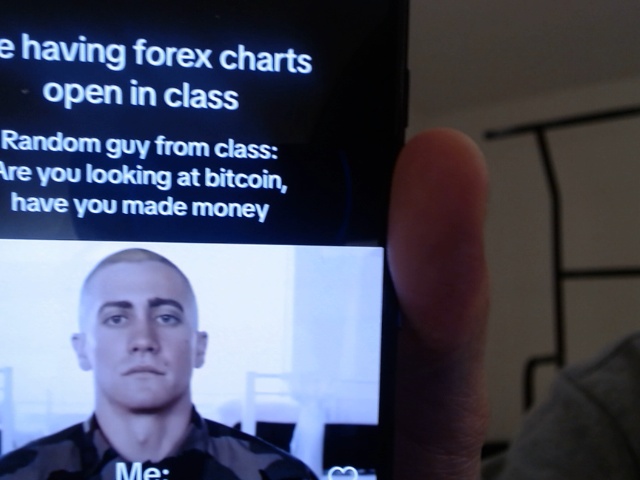 e having forex charts
open in class
Random guy from class:
Are you looking at bitcoin,
have you made money
Me: